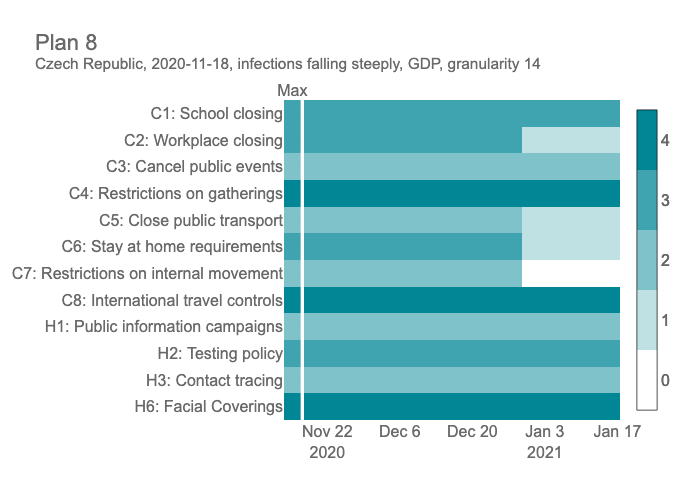 Plan 8
Czech Republic, 2020-11-18, infections falling steeply, GDP, granularity 14
Max
C1: School closing
C2: Workplace closing
C3: Cancel public events
C4: Restrictions on gatherings
C5: Close public transport
C6: Stay at home requirements
C7: Restrictions on internal movement
C8: International travel controls
H1: Public information campaigns
H2: Testing policy
H3: Contact tracing
H6: Facial Coverings
4
3
2
1
0
Nov 22 Dec 6 Dec 20 Jan 3 Jan 17
2020 2021